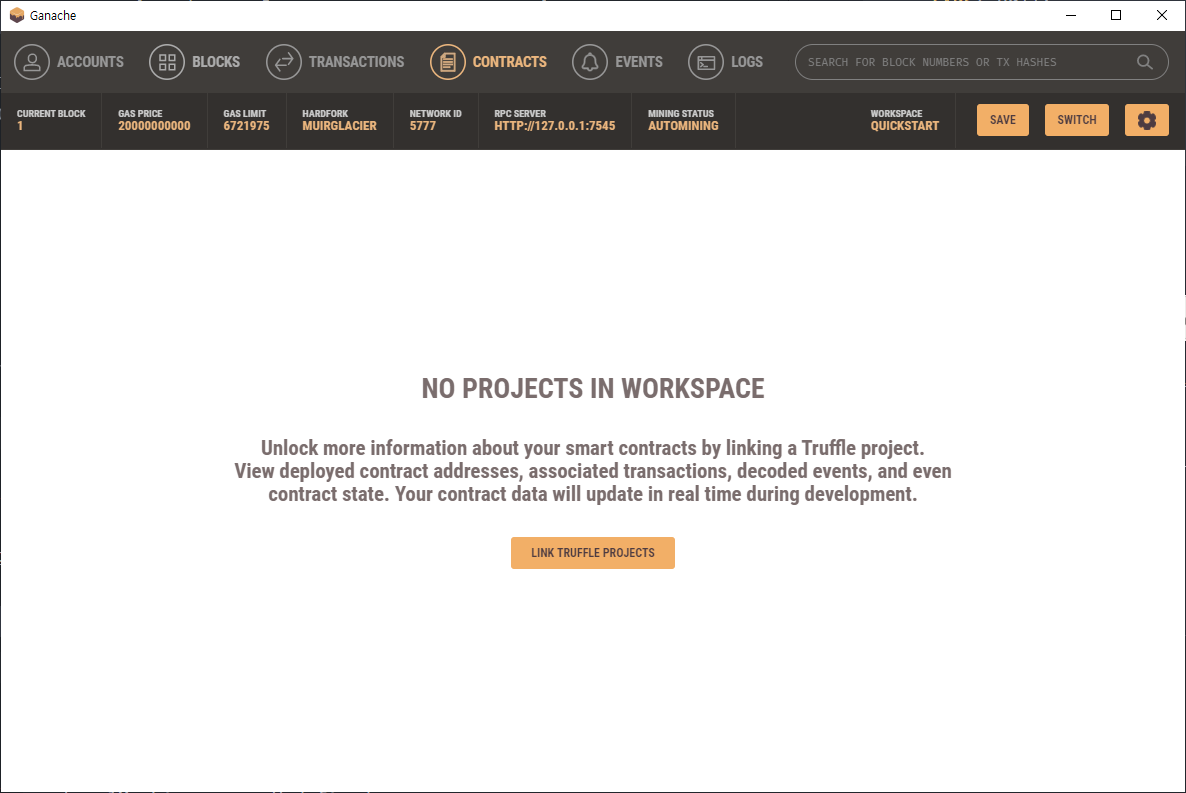 Ganache
ACCOUNTS BLOCKS TRANSACTIONS CONTRACTS EVENTS LOGS SEARCH FOR BLOCK NUMBERS OR TX HASHES
CURRENT BLOCK GAS PRICE GAS LIMIT HARDFORK NETWORK ID RPC SERVER MINING STATUS WORKSPACE
1 20000000000 6721975 MUIRGLACIER 5777 HTTP://127.0.0.1:7545 AUTOMINING QUICKSTART SAVE SWITCH
NO PROJECTS IN WORKSPACE
Unlock more information about your smart contracts by linking a Truffle project.
View deployed contract addresses, associated transactions, decoded events, and even
contract state. Your contract data will update in real time during development.
LINK TRUFFLE PROJECTS